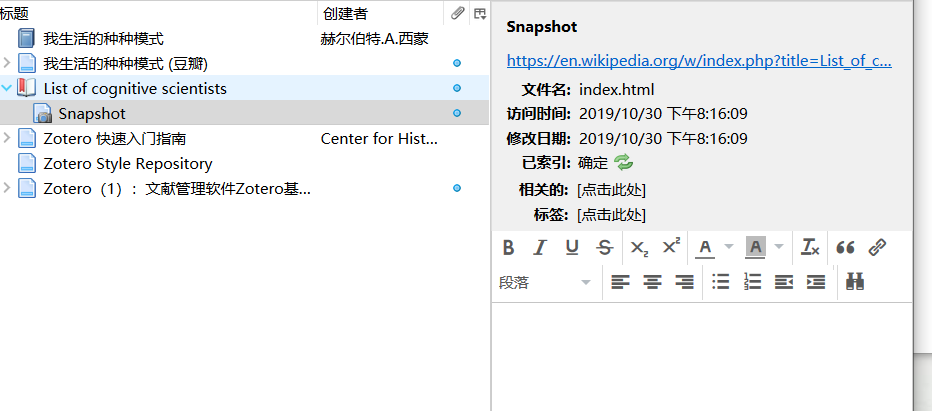 标题
创建者
我生活的种种模式
赫尔伯特.A.西蒙
我生活的种种模式 (豆瓣)
List of cognitive scientists
Snapshot
Zotero 快速入门指南
Center for Hist...
Zotero Style Repository
Zotero（1）：文献管理软件Zotero基...
Snapshot
https://en.wikipedia.org/w/index.php?title=List_of_c...
文件名: index.html
访问时间: 2019/10/30 下午8:16:09
修改日期: 2019/10/30 下午8:16:09
已索引: 确定
相关的: [点击此处]
标签: [点击此处]
B I U S X₂ X² A A Tx
段落